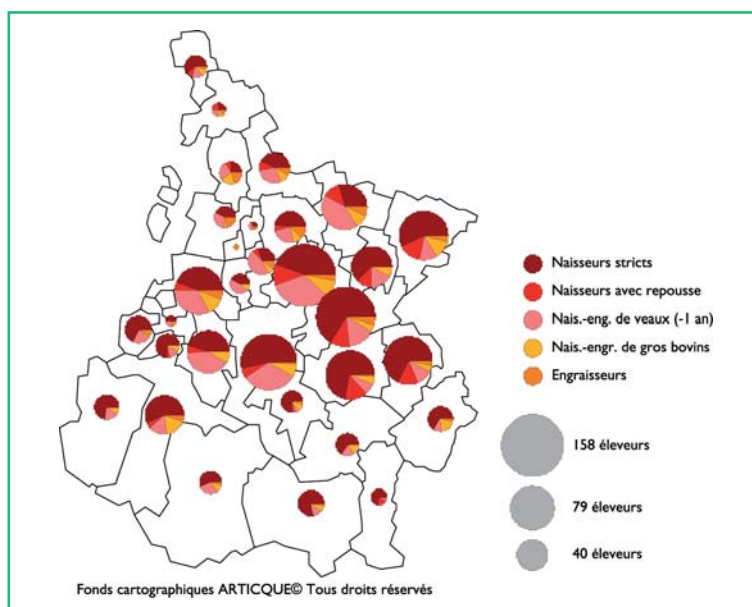 Naisseurs stricts
Naisseurs avec repousse
Nais.-eng. de veaux (-1 an)
Nais.-engr. de gros bovins
Engraisseurs
158 éleveurs
79 éleveurs
40 éleveurs
Fonds cartographiques ARTICQUE© Tous droits réservés